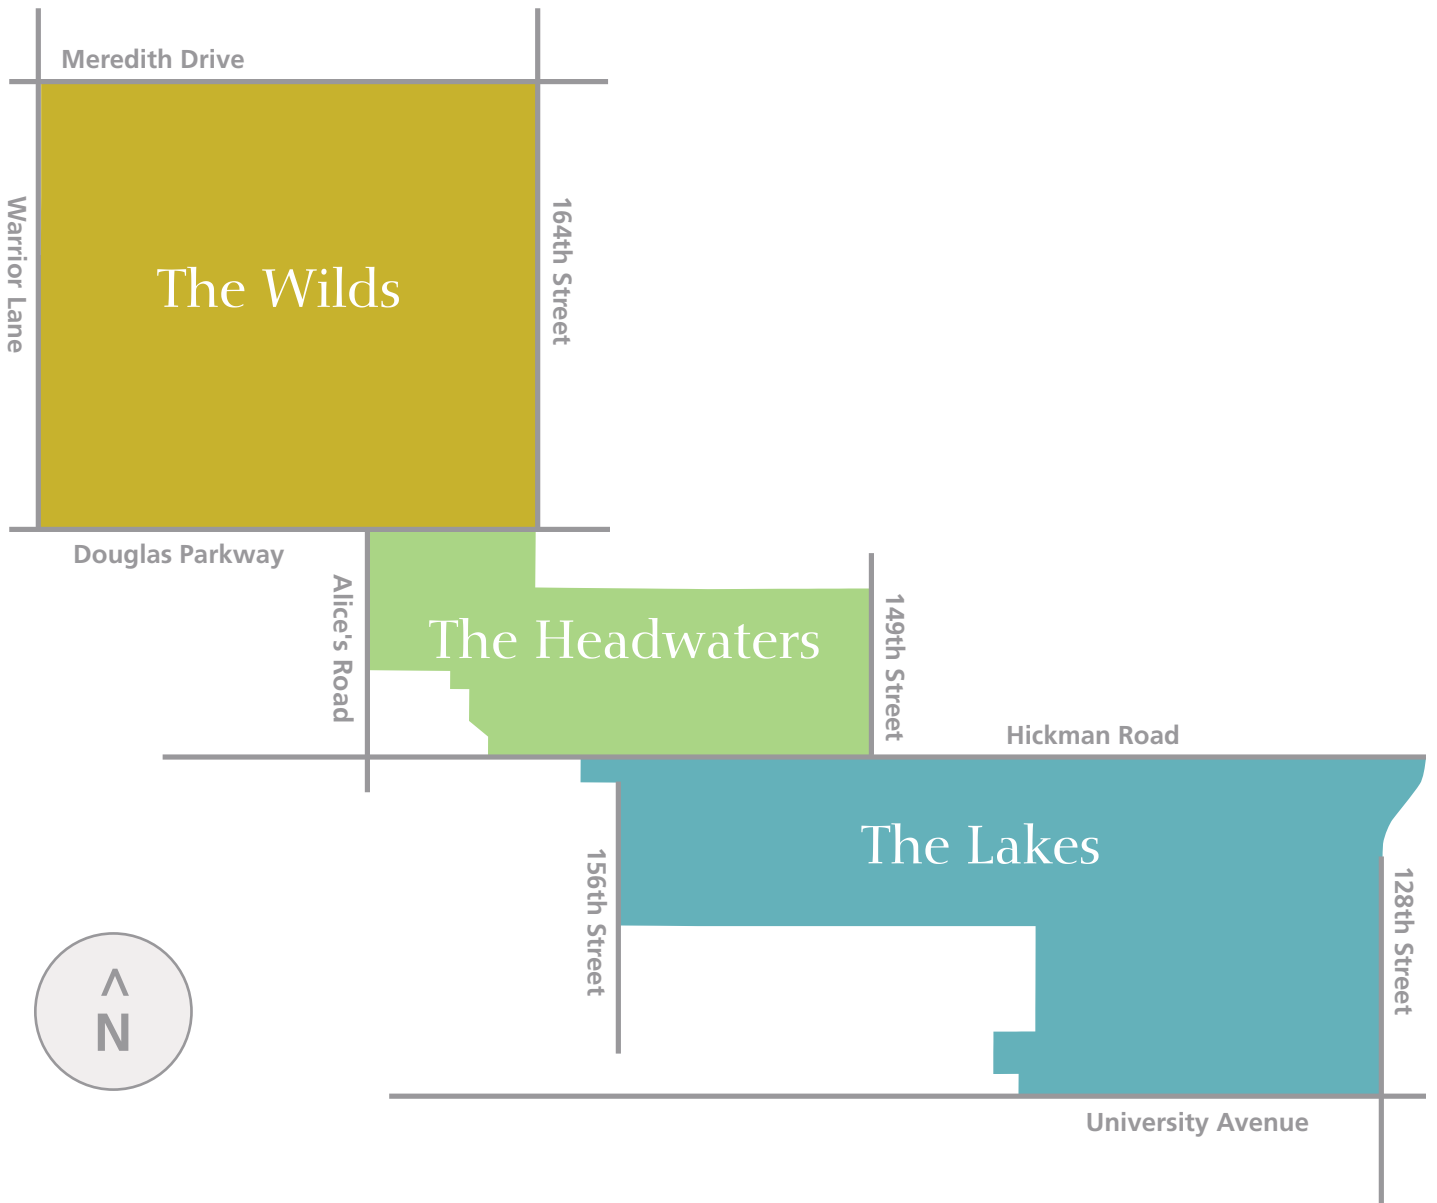 Meredith Drive
Warrior Lane
164th Street
The Wilds
Douglas Parkway
Alice's Road
The Headwaters
149th Street
Hickman Road
The Lakes
156th Street
128th Street
^
N
University Avenue